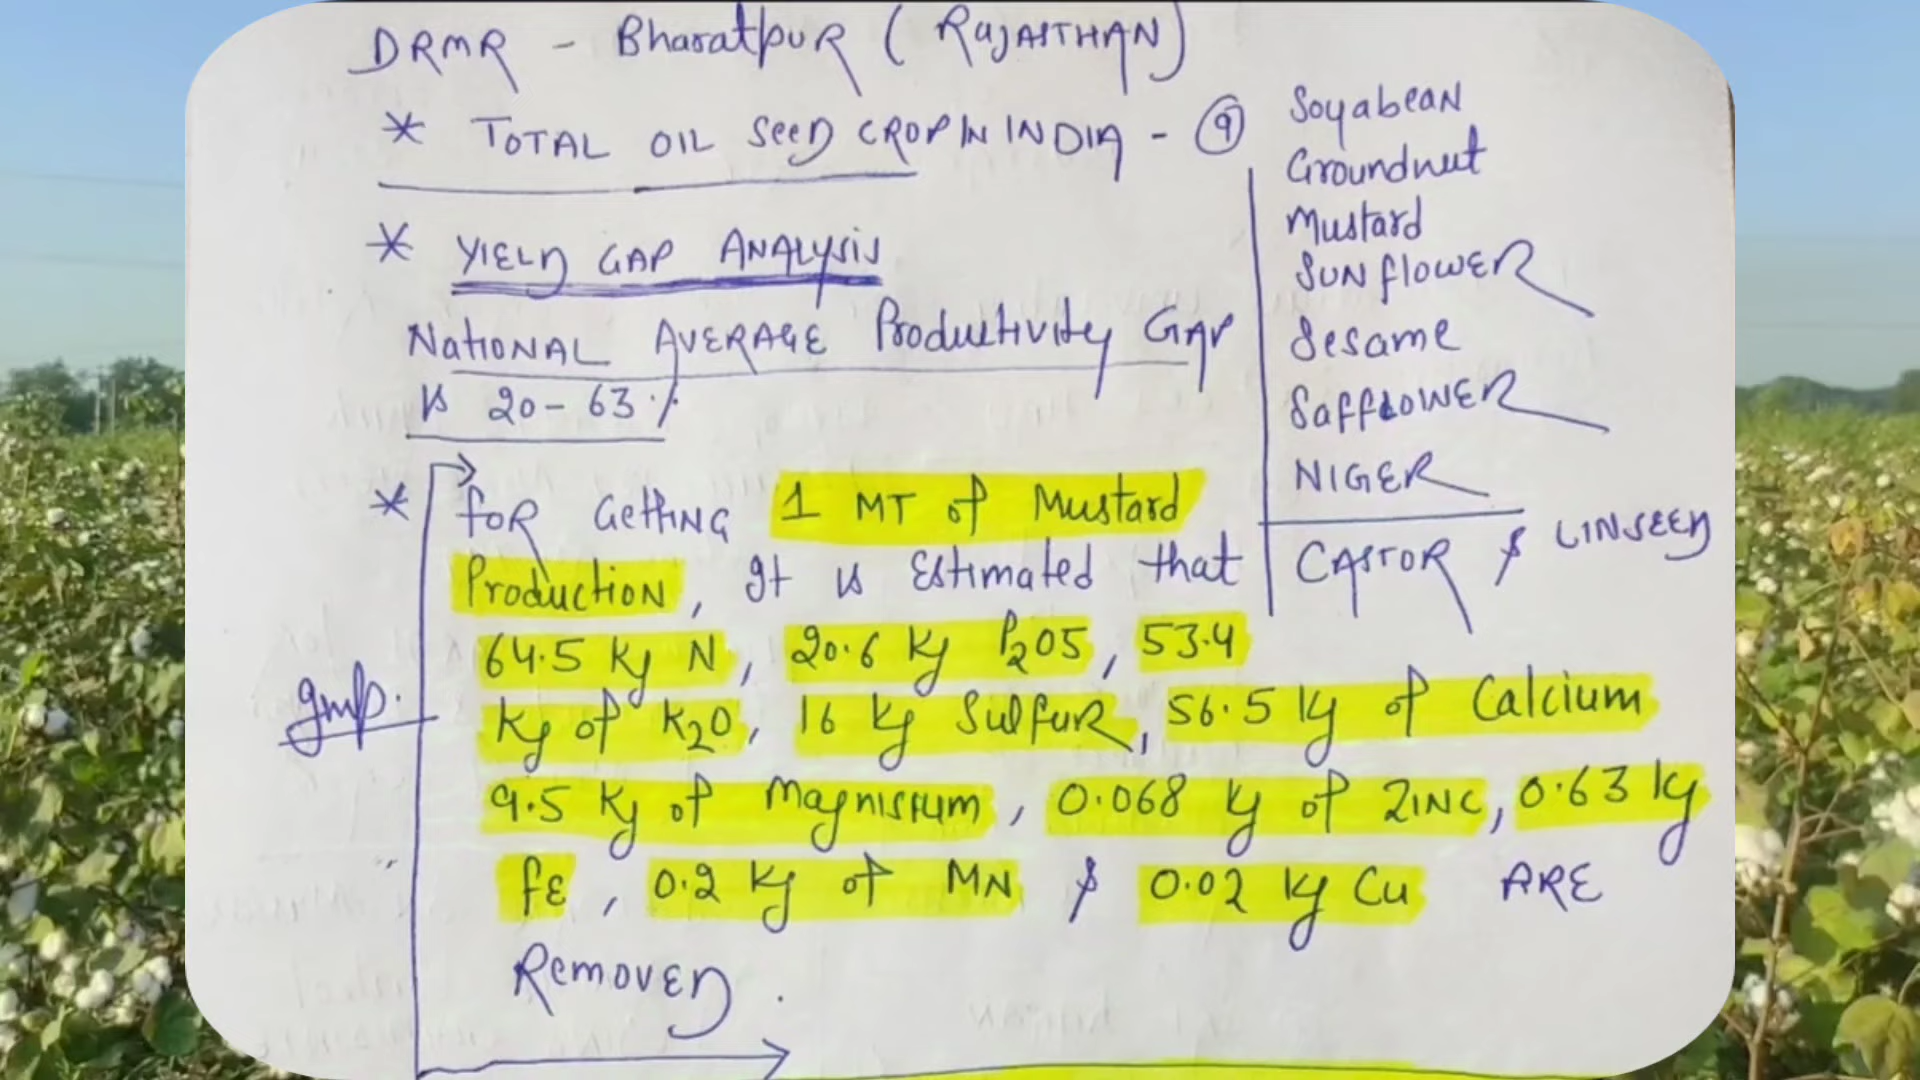 DRMR - Bharatpur (RAJASTHAN)
* TOTAL OIL SEED CROP IN INDIA - 9
Soyabean
Groundnut
Mustard
SUNflOWER
Sesame
SaffLOWER
NIGER
CASTOR & LINSEED
* YIELD GAP ANALYSIS
NatIONAL AVERAGE Productivity GAP
is 20-63%
* foR GettING 1 MT of Mustard
ProductION, It is EStimated that
64.5 Kg N, 20.6 Kg P2O5, 53.4
Kg of K2O, 16 Kg SulfuR, 56.5 Kg of Calcium
9.5 Kg of Magnisium, 0.068 Kg of ZINC, 0.63 Kg
fE, 0.2 Kg of MN & 0.02 Kg Cu ARE
RemovED.
Imp.